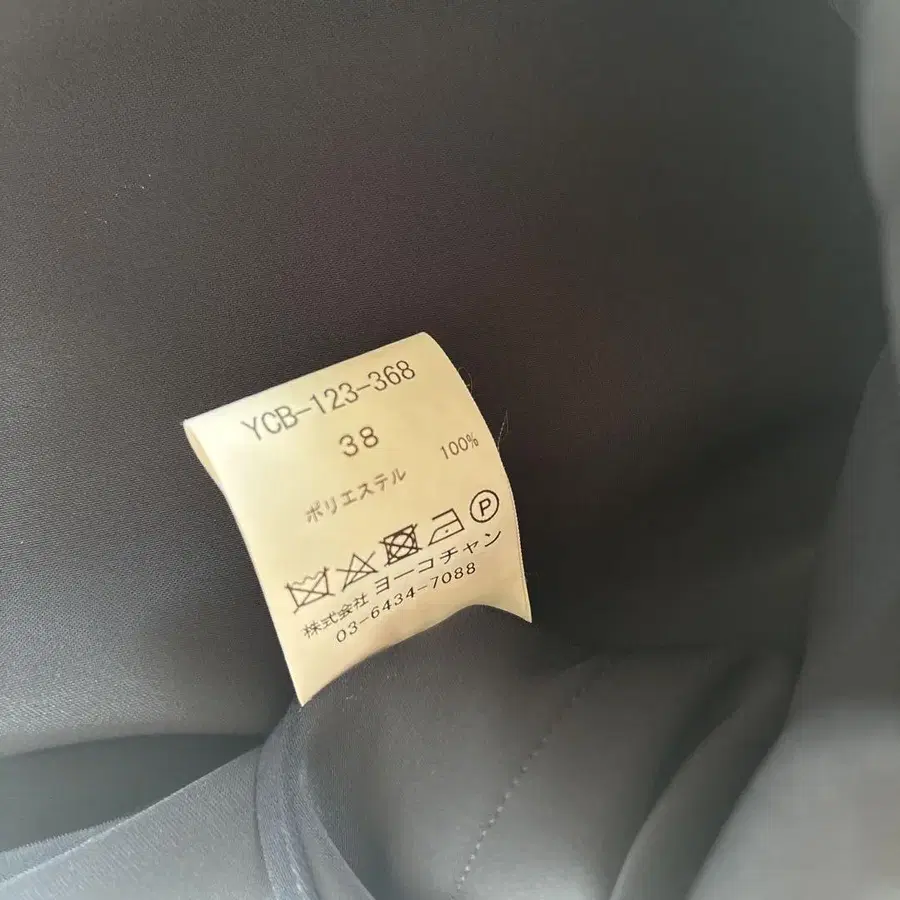 YCB-123-368
38
ポリエステル 100%
P
株式会社 ヨーコチャン
03-6434-7088